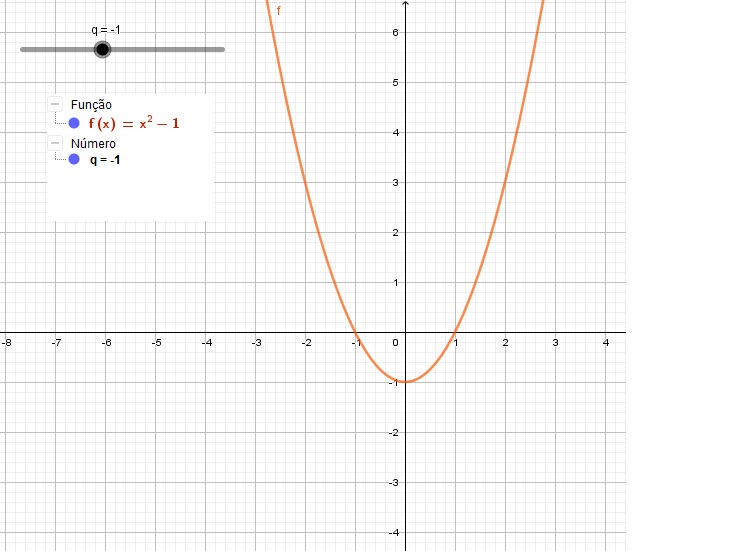 f
q = -1
Função
f (x) = x² − 1
Número
q = -1
6
5
4
3
2
1
-8 -7 -6 -5 -4 -3 -2 -1 0 1 2 3 4
-1
-2
-3
-4